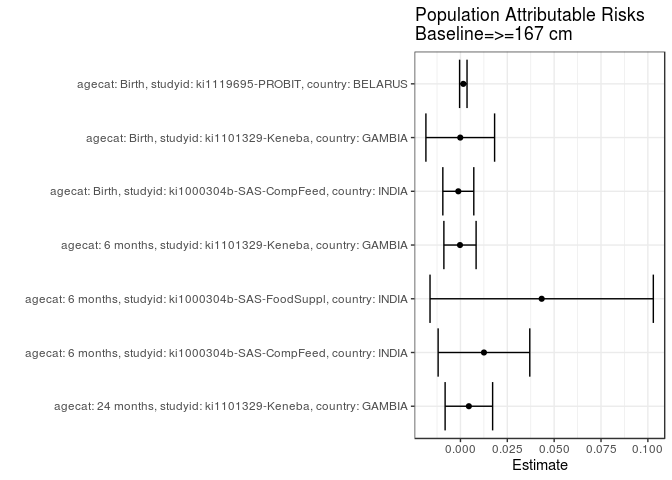 Population Attributable Risks
Baseline=>=167 cm
agecat: Birth, studyid: ki1119695-PROBIT, country: BELARUS
agecat: Birth, studyid: ki1101329-Keneba, country: GAMBIA
agecat: Birth, studyid: ki1000304b-SAS-CompFeed, country: INDIA
agecat: 6 months, studyid: ki1101329-Keneba, country: GAMBIA
agecat: 6 months, studyid: ki1000304b-SAS-FoodSuppl, country: INDIA
agecat: 6 months, studyid: ki1000304b-SAS-CompFeed, country: INDIA
agecat: 24 months, studyid: ki1101329-Keneba, country: GAMBIA
0.000 0.025 0.050 0.075 0.100
Estimate